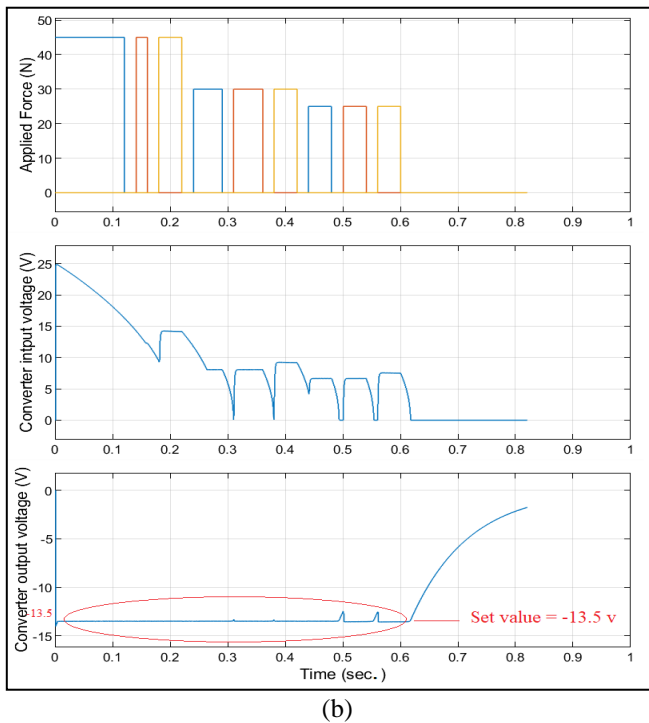 Applied Force (N)
50
40
30
20
10
0
0 0.1 0.2 0.3 0.4 0.5 0.6 0.7 0.8 0.9 1
Converter intput voltage (V)
25
20
15
10
5
0
0 0.1 0.2 0.3 0.4 0.5 0.6 0.7 0.8 0.9 1
Converter output voltage (V)
0
-5
-10
-13.5
-15
Set value = -13.5 v
0 0.1 0.2 0.3 0.4 0.5 0.6 0.7 0.8 0.9 1
Time (sec.)
(b)